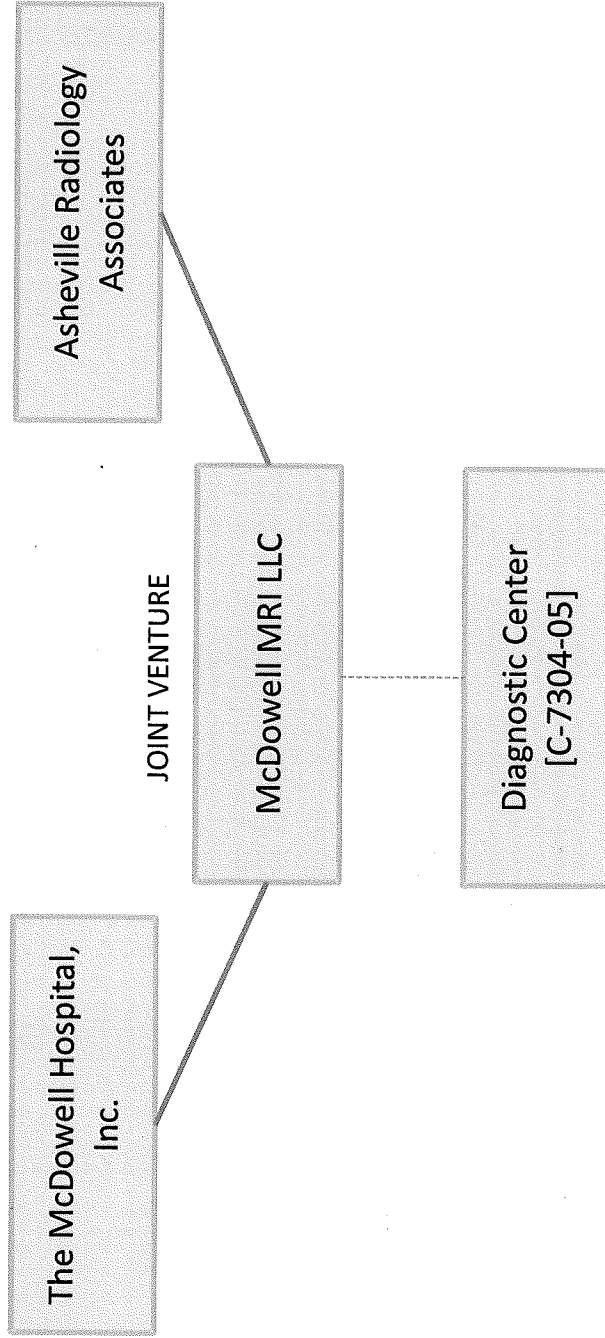 The McDowell Hospital,
Inc.
Asheville Radiology
Associates
JOINT VENTURE
McDowell MRI LLC
Diagnostic Center
[C-7304-05]